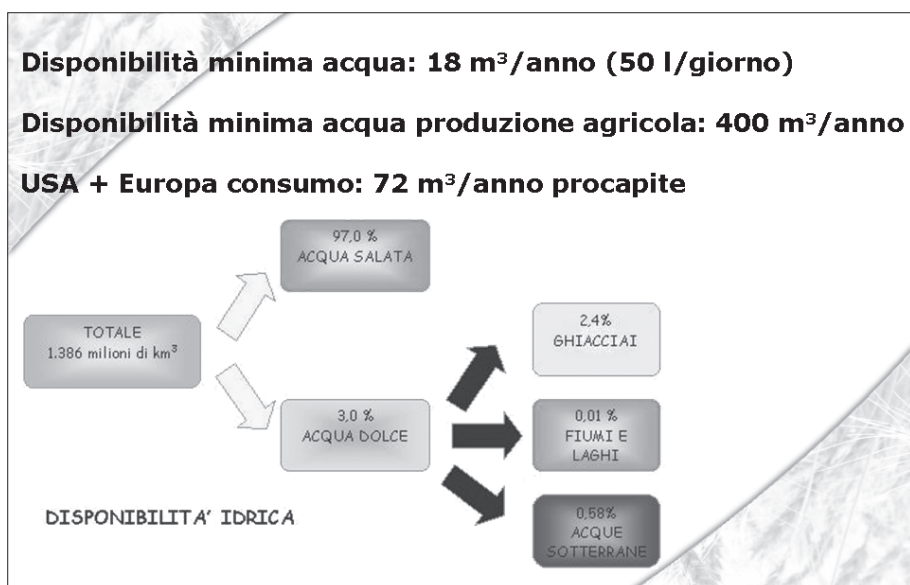 Disponibilità minima acqua: 18 m³/anno (50 l/giorno)
Disponibilità minima acqua produzione agricola: 400 m³/anno
USA + Europa consumo: 72 m³/anno procapite
97,0 %
ACQUA SALATA
TOTALE
1.386 milioni di km³
2,4%
GHIACCIAI
3,0 %
ACQUA DOLCE
0,01 %
FIUMI E
LAGHI
0,58%
ACQUE
SOTTERRANE
DISPONIBILITA' IDRICA